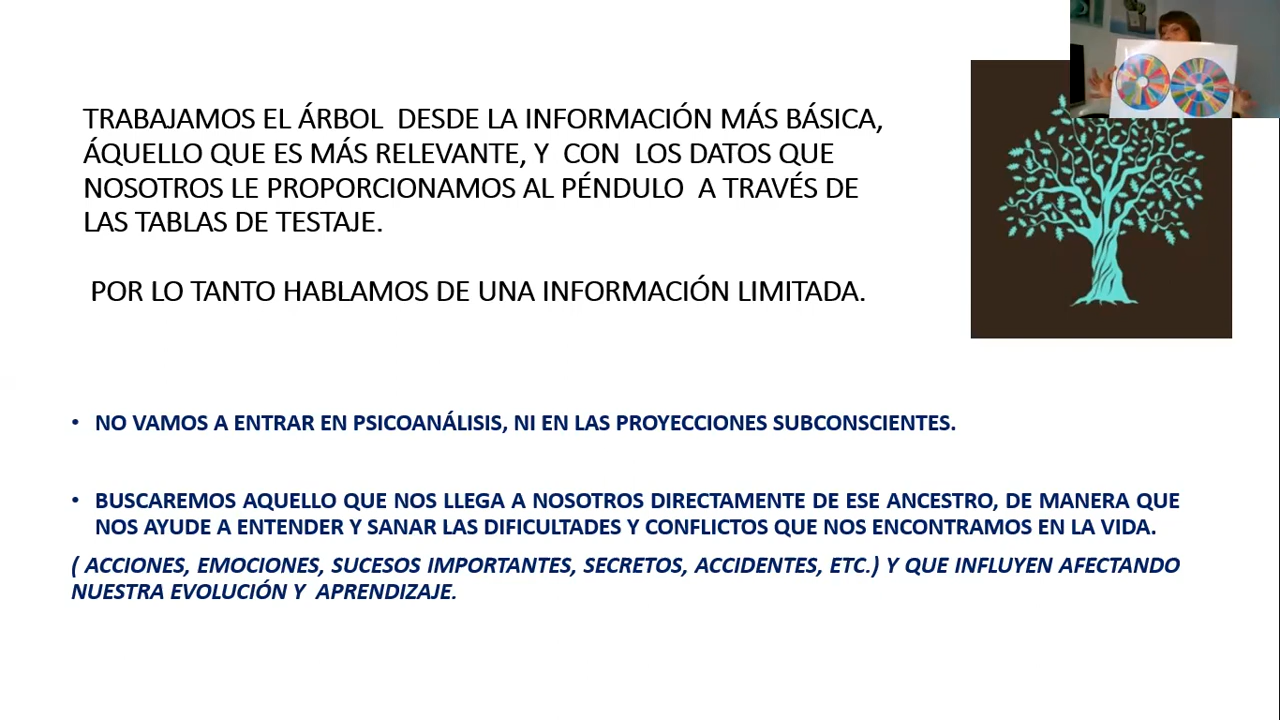 TRABAJAMOS EL ÁRBOL DESDE LA INFORMACIÓN MÁS BÁSICA,
ÁQUELLO QUE ES MÁS RELEVANTE, Y CON LOS DATOS QUE
NOSOTROS LE PROPORCIONAMOS AL PÉNDULO A TRAVÉS DE
LAS TABLAS DE TESTAJE.
POR LO TANTO HABLAMOS DE UNA INFORMACIÓN LIMITADA.
• NO VAMOS A ENTRAR EN PSICOANÁLISIS, NI EN LAS PROYECCIONES SUBCONSCIENTES.
• BUSCAREMOS AQUELLO QUE NOS LLEGA A NOSOTROS DIRECTAMENTE DE ESE ANCESTRO, DE MANERA QUE
NOS AYUDE A ENTENDER Y SANAR LAS DIFICULTADES Y CONFLICTOS QUE NOS ENCONTRAMOS EN LA VIDA.
( ACCIONES, EMOCIONES, SUCESOS IMPORTANTES, SECRETOS, ACCIDENTES, ETC.) Y QUE INFLUYEN AFECTANDO
NUESTRA EVOLUCIÓN Y APRENDIZAJE.